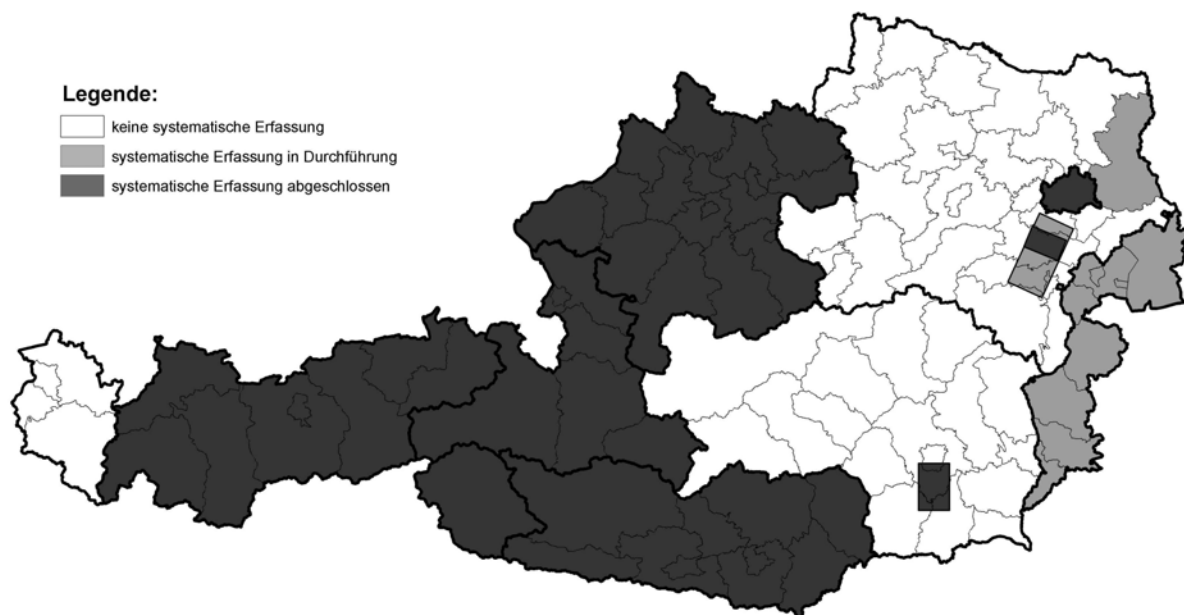 Legende:
keine systematische Erfassung
systematische Erfassung in Durchführung
systematische Erfassung abgeschlossen